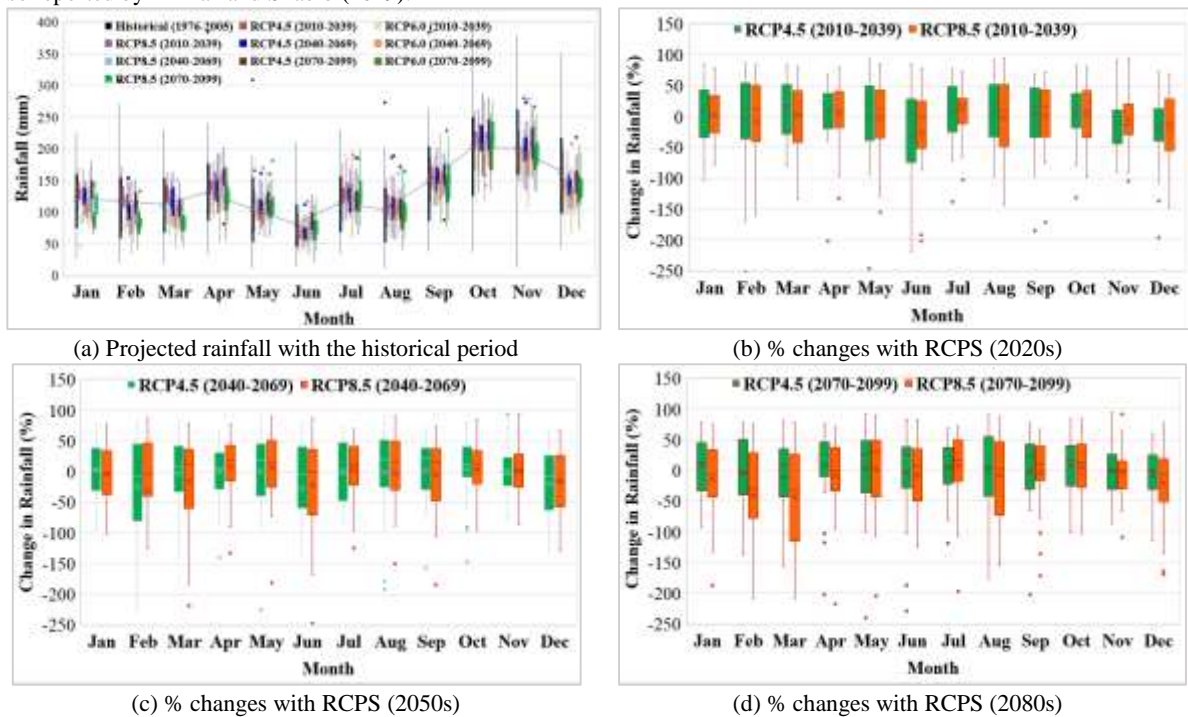 Historical (1976-2005) RCP4.5 (2010-2039) RCP6.0 (2010-2039)
RCP8.5 (2010-2039) RCP4.5 (2040-2069) RCP6.0 (2040-2069)
RCP8.5 (2040-2069) RCP4.5 (2070-2099) RCP6.0 (2070-2099)
RCP8.5 (2070-2099)
Rainfall (mm)
400
350
300
250
200
150
100
50
0
Jan Feb Mar Apr May Jun Jul Aug Sep Oct Nov Dec
Month
(a) Projected rainfall with the historical period
RCP4.5 (2010-2039) RCP8.5 (2010-2039)
Change in Rainfall (%)
150
100
50
0
-50
-100
-150
-200
-250
Jan Feb Mar Apr May Jun Jul Aug Sep Oct Nov Dec
Month
(b) % changes with RCPS (2020s)
RCP4.5 (2040-2069) RCP8.5 (2040-2069)
Change in Rainfall (%)
150
100
50
0
-50
-100
-150
-200
-250
Jan Feb Mar Apr May Jun Jul Aug Sep Oct Nov Dec
Month
(c) % changes with RCPS (2050s)
RCP4.5 (2070-2099) RCP8.5 (2070-2099)
Change in Rainfall (%)
150
100
50
0
-50
-100
-150
-200
-250
Jan Feb Mar Apr May Jun Jul Aug Sep Oct Nov Dec
Month
(d) % changes with RCPS (2080s)